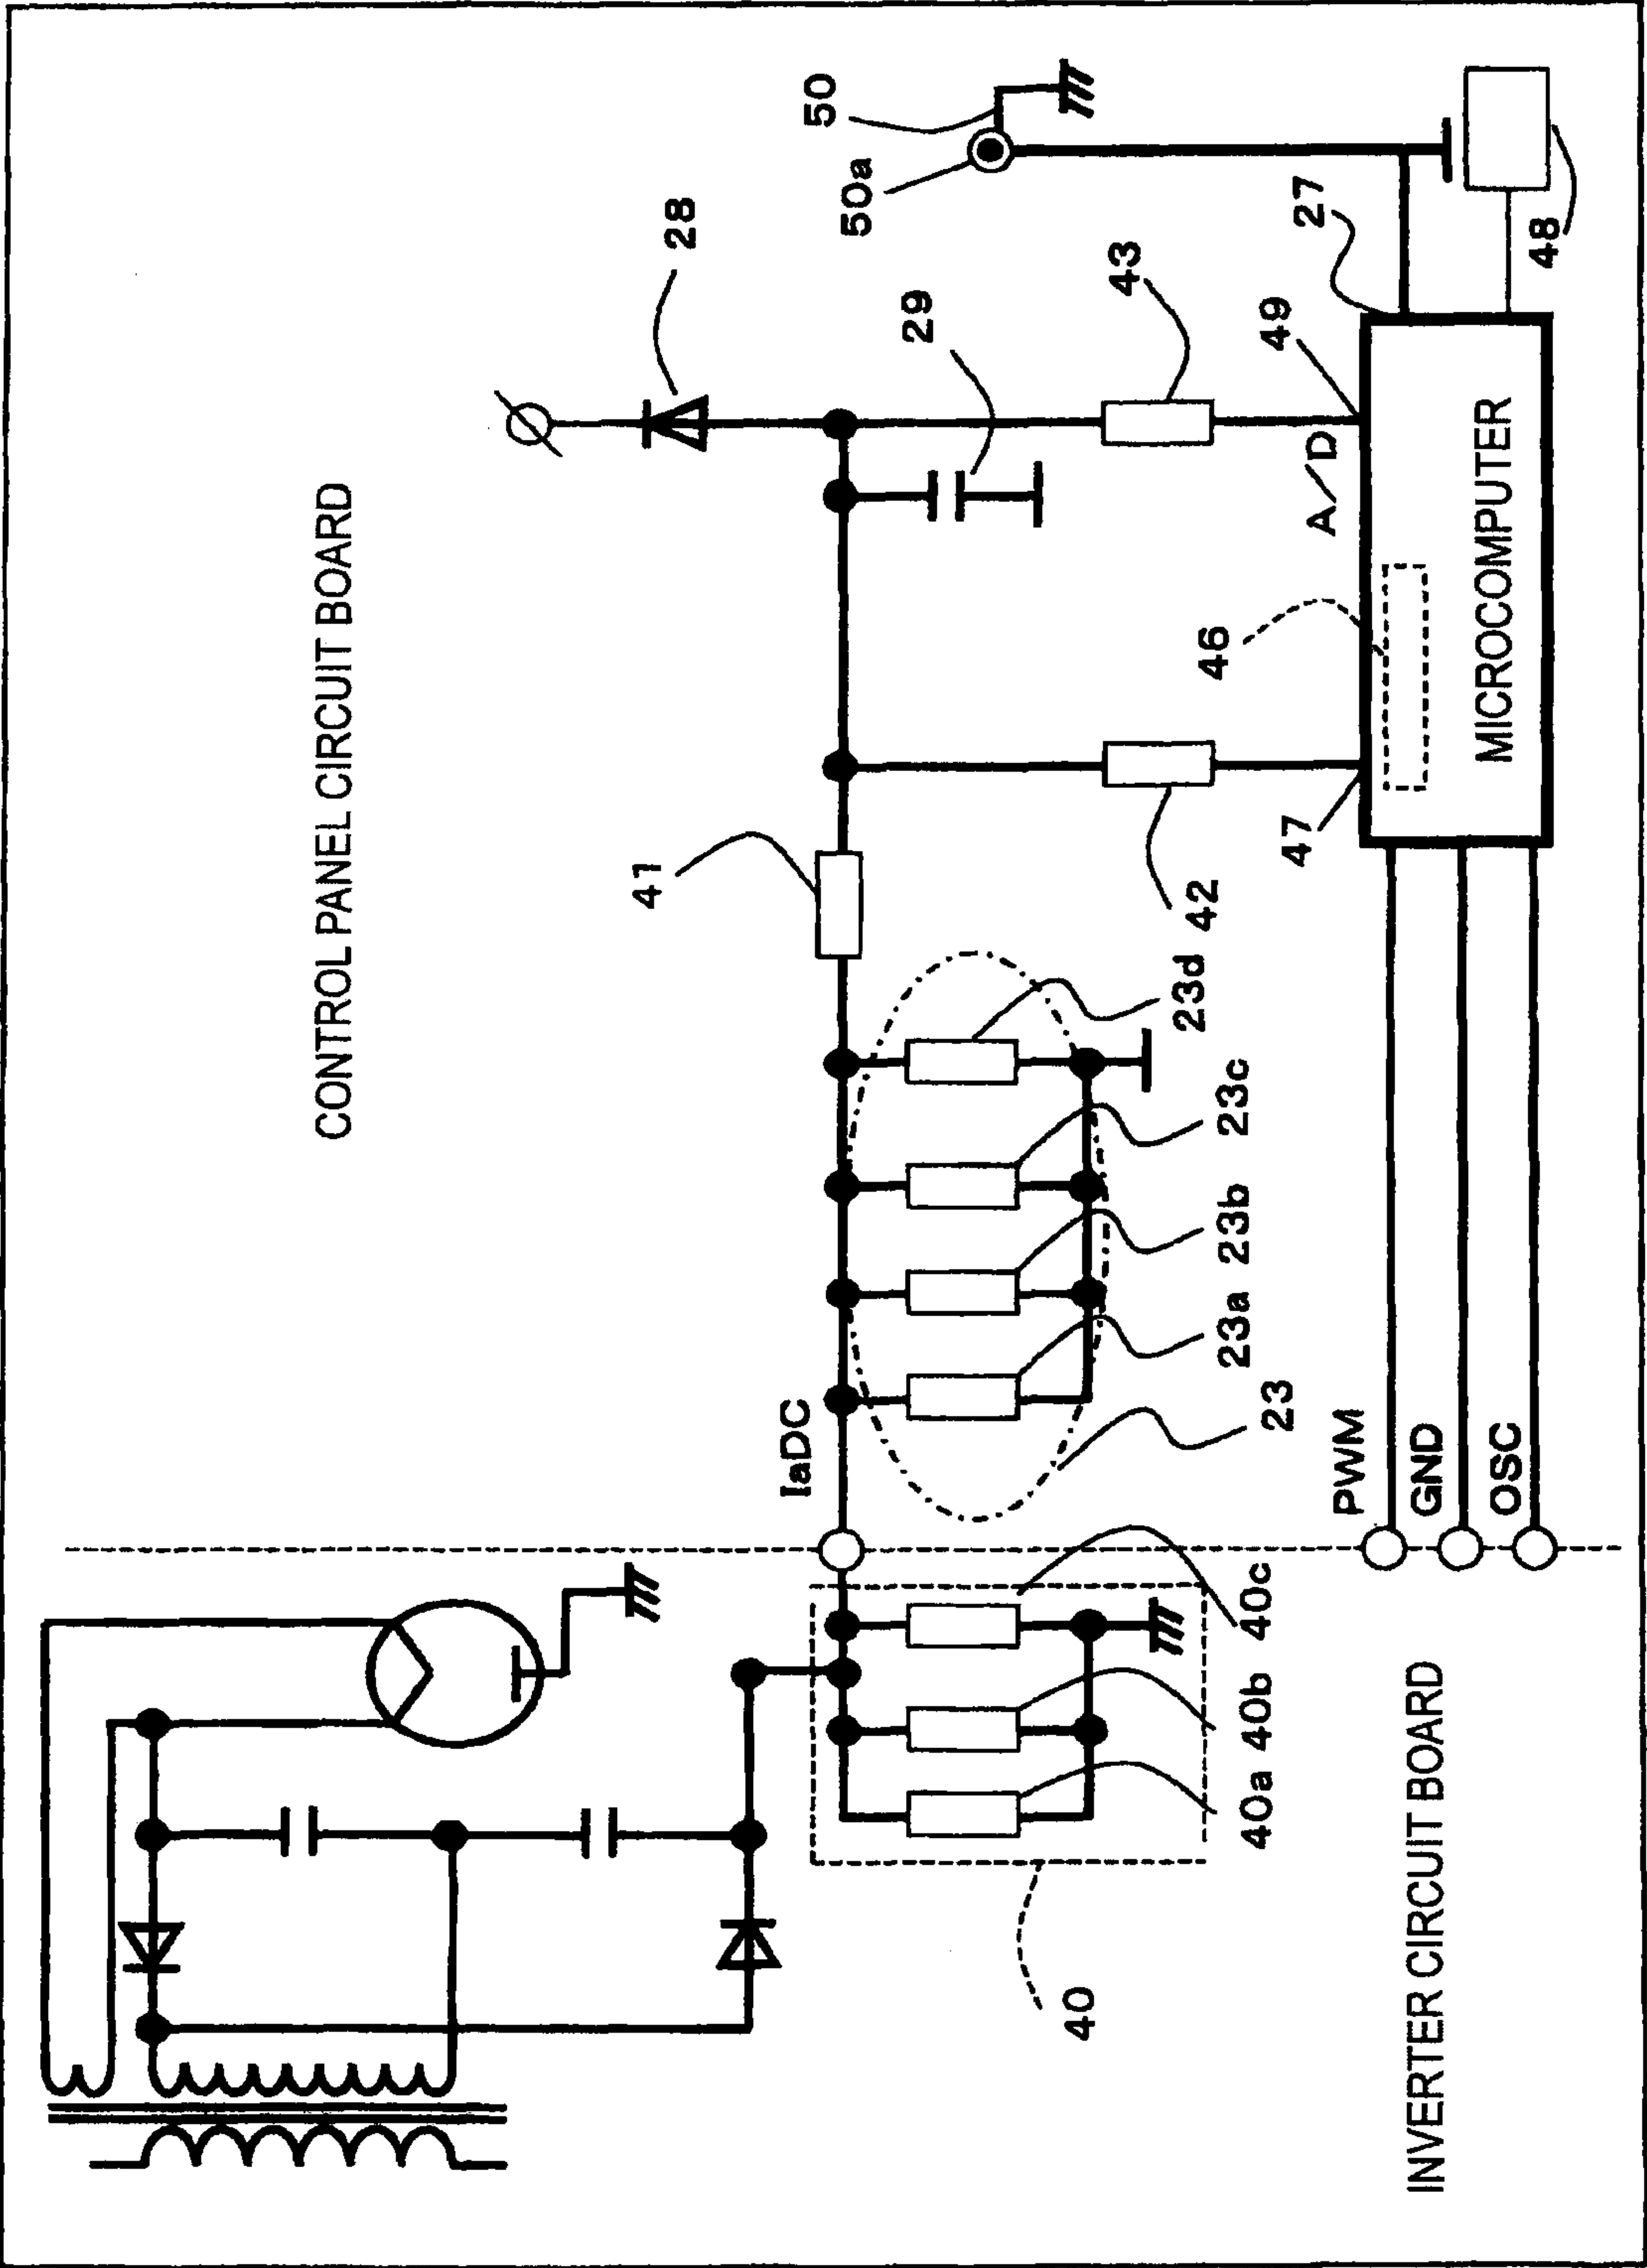 CONTROL PANEL CIRCUIT BOARD
28
50
50a
41
29
IaDC
43
40c
23d
46
49
27
40b
23c
A/D
40a
23b
47
42
23a
23
40
PWM
GND
OSC
MICROCOMPUTER
48
INVERTER CIRCUIT BOARD